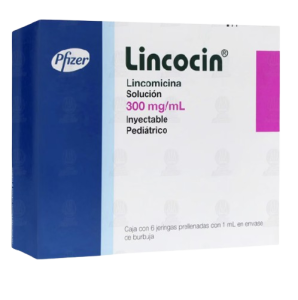 Pfizer
Lincocin®
Lincomicina
Solución
300 mg/mL
Inyectable
Pediátrico
Caja con 6 jeringas prellenadas con 1 mL en envase
de burbuja.